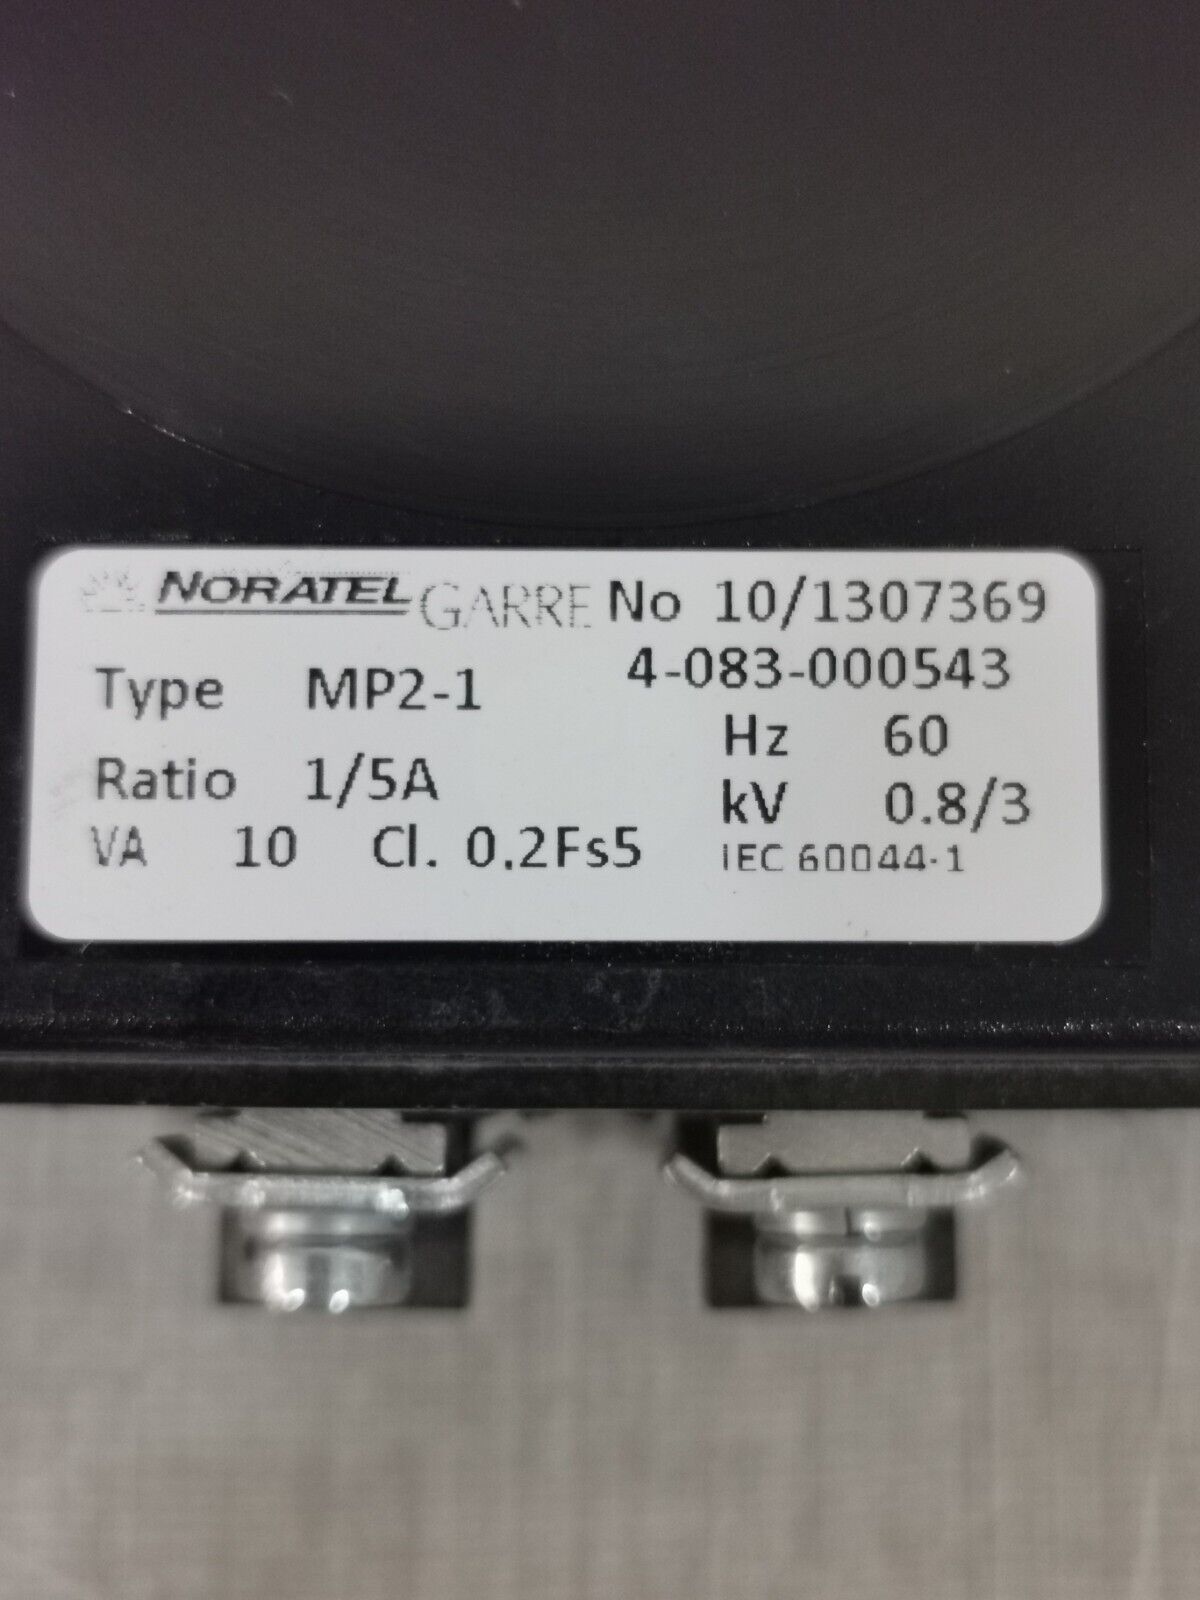 NORATEL GARRE No 10/1307369
4-083-000543
Type MP2-1
Hz 60
Ratio 1/5A
kV 0.8/3
VA 10 Cl. 0.2Fs5
IEC 60044-1